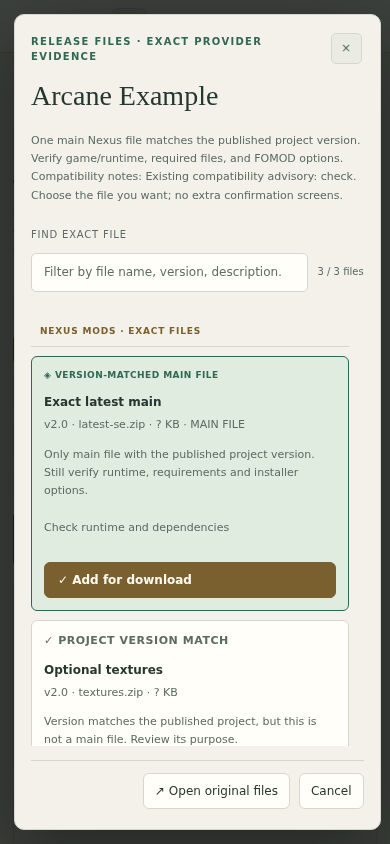 RELEASE FILES · EXACT PROVIDER
EVIDENCE
×
Arcane Example
One main Nexus file matches the published project version.
Verify game/runtime, required files, and FOMOD options.
Compatibility notes: Existing compatibility advisory: check.
Choose the file you want; no extra confirmation screens.
FIND EXACT FILE
Filter by file name, version, description.
3 / 3 files
NEXUS MODS · EXACT FILES
◈ VERSION-MATCHED MAIN FILE
Exact latest main
v2.0 · latest-se.zip · ? KB · MAIN FILE
Only main file with the published project version.
Still verify runtime, requirements and installer
options.
Check runtime and dependencies
✓ Add for download
✓ PROJECT VERSION MATCH
Optional textures
v2.0 · textures.zip · ? KB
Version matches the published project, but this is
not a main file. Review its purpose.
↗ Open original files
Cancel